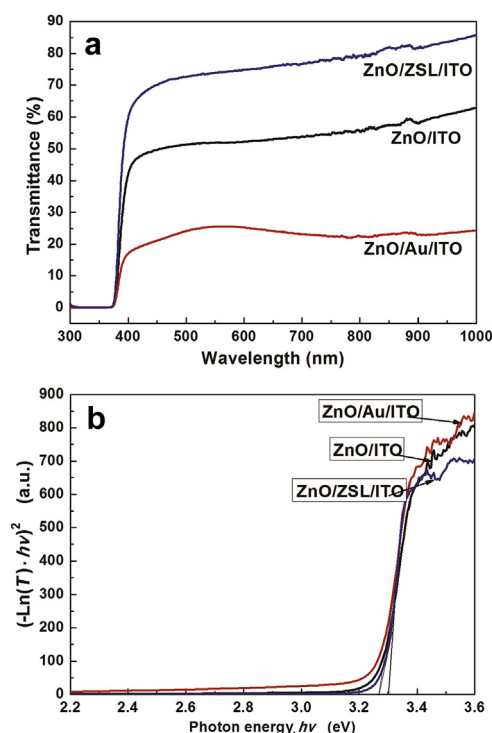 a
Transmittance (%)
90
80
70
60
50
40
30
20
10
0
ZnO/ZSL/ITO
ZnO/ITO
ZnO/Au/ITO
300 400 500 600 700 800 900 1000
Wavelength (nm)
b
(-Ln(T)· hν)² (a.u.)
900
800
700
600
500
400
300
200
100
0
ZnO/Au/ITO
ZnO/ITO
ZnO/ZSL/ITO
2.2 2.4 2.6 2.8 3.0 3.2 3.4 3.6
Photon energy, hν (eV)